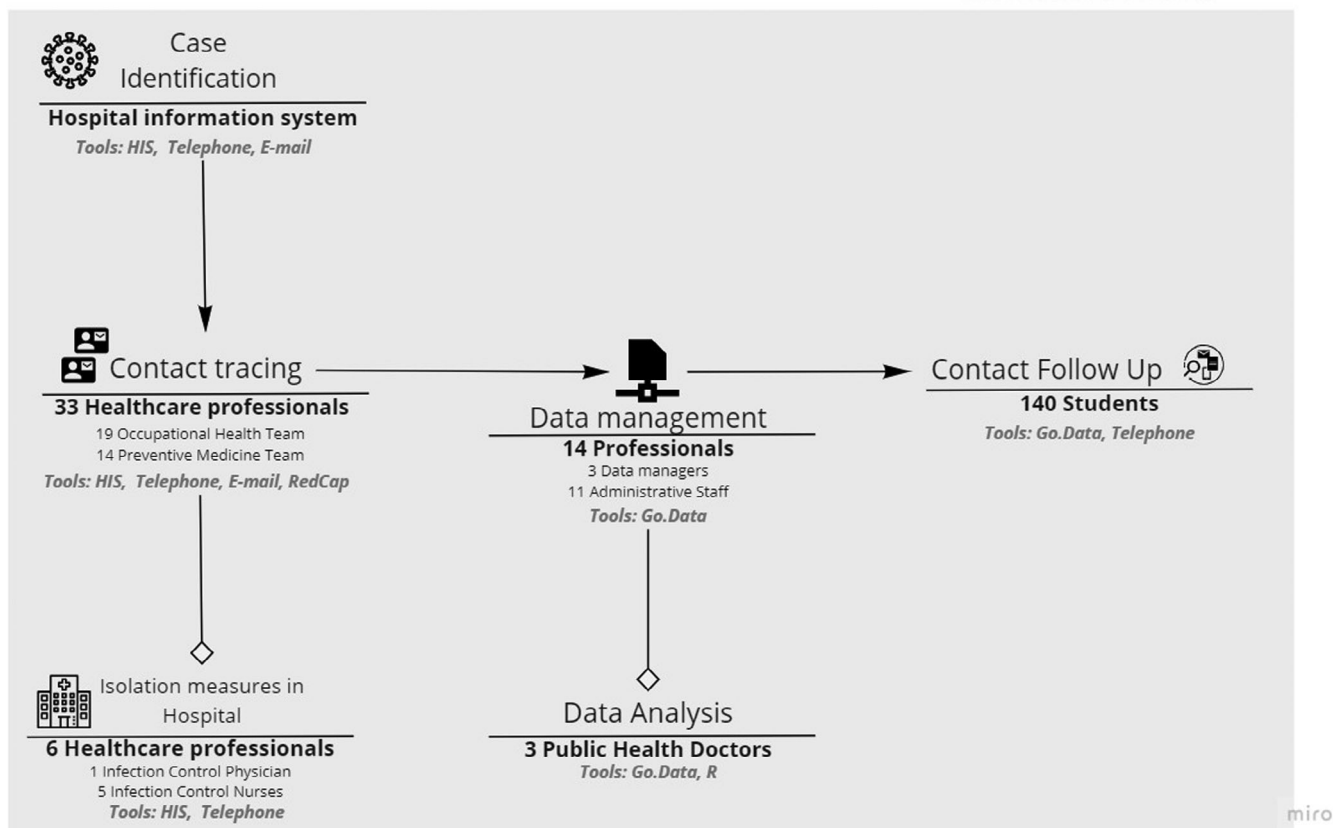 Case
Identification
Hospital information system
Tools: HIS, Telephone, E-mail
Contact tracing
33 Healthcare professionals
19 Occupational Health Team
14 Preventive Medicine Team
Tools: HIS, Telephone, E-mail, RedCap
Data management
14 Professionals
3 Data managers
11 Administrative Staff
Tools: Go.Data
Contact Follow Up
140 Students
Tools: Go.Data, Telephone
Isolation measures in
Hospital
6 Healthcare professionals
1 Infection Control Physician
5 Infection Control Nurses
Tools: HIS, Telephone
Data Analysis
3 Public Health Doctors
Tools: Go.Data, R
miro